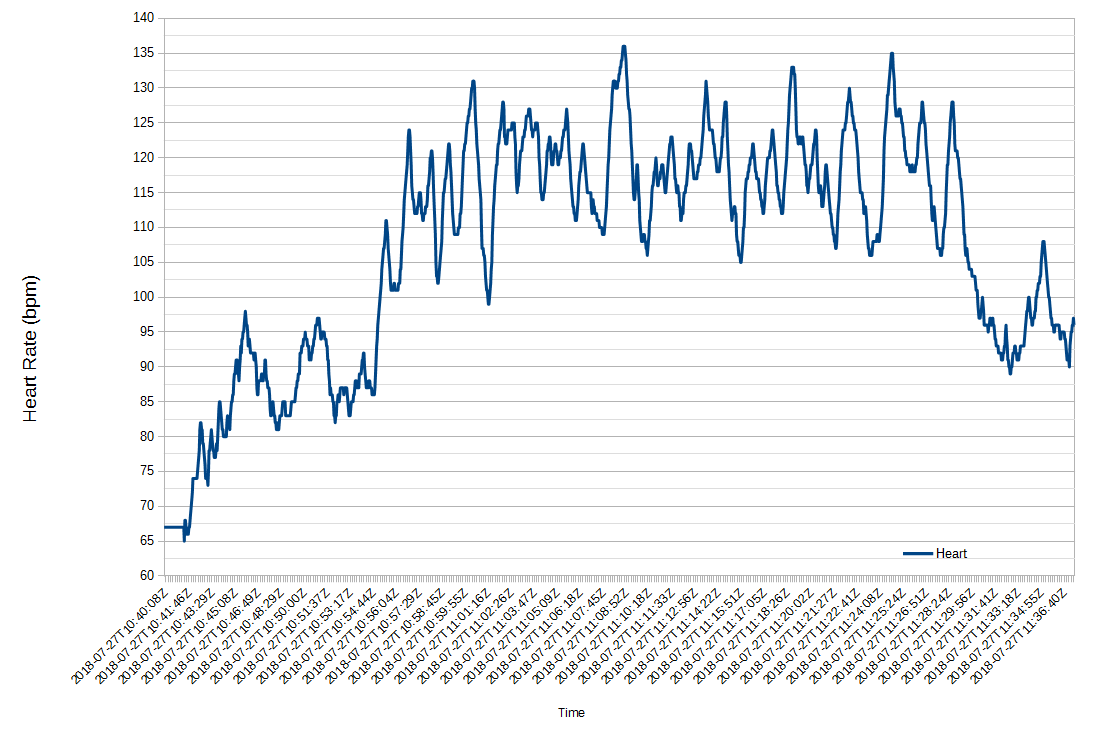 140
135
130
125
120
115
110
105
100
95
90
85
80
75
70
65
60
Heart Rate (bpm)
Heart
2018-07-27T10:40:08Z
2018-07-27T10:41:46Z
2018-07-27T10:43:29Z
2018-07-27T10:45:08Z
2018-07-27T10:46:49Z
2018-07-27T10:48:29Z
2018-07-27T10:50:00Z
2018-07-27T10:51:37Z
2018-07-27T10:53:17Z
2018-07-27T10:54:44Z
2018-07-27T10:56:04Z
2018-07-27T10:57:29Z
2018-07-27T10:58:45Z
2018-07-27T10:59:55Z
2018-07-27T11:01:16Z
2018-07-27T11:02:26Z
2018-07-27T11:03:47Z
2018-07-27T11:05:09Z
2018-07-27T11:06:18Z
2018-07-27T11:07:45Z
2018-07-27T11:08:52Z
2018-07-27T11:10:18Z
2018-07-27T11:11:33Z
2018-07-27T11:12:56Z
2018-07-27T11:14:22Z
2018-07-27T11:15:51Z
2018-07-27T11:17:05Z
2018-07-27T11:18:26Z
2018-07-27T11:20:02Z
2018-07-27T11:21:27Z
2018-07-27T11:22:41Z
2018-07-27T11:24:08Z
2018-07-27T11:25:24Z
2018-07-27T11:26:51Z
2018-07-27T11:28:24Z
2018-07-27T11:29:56Z
2018-07-27T11:31:41Z
2018-07-27T11:33:18Z
2018-07-27T11:34:55Z
2018-07-27T11:36:40Z
Time